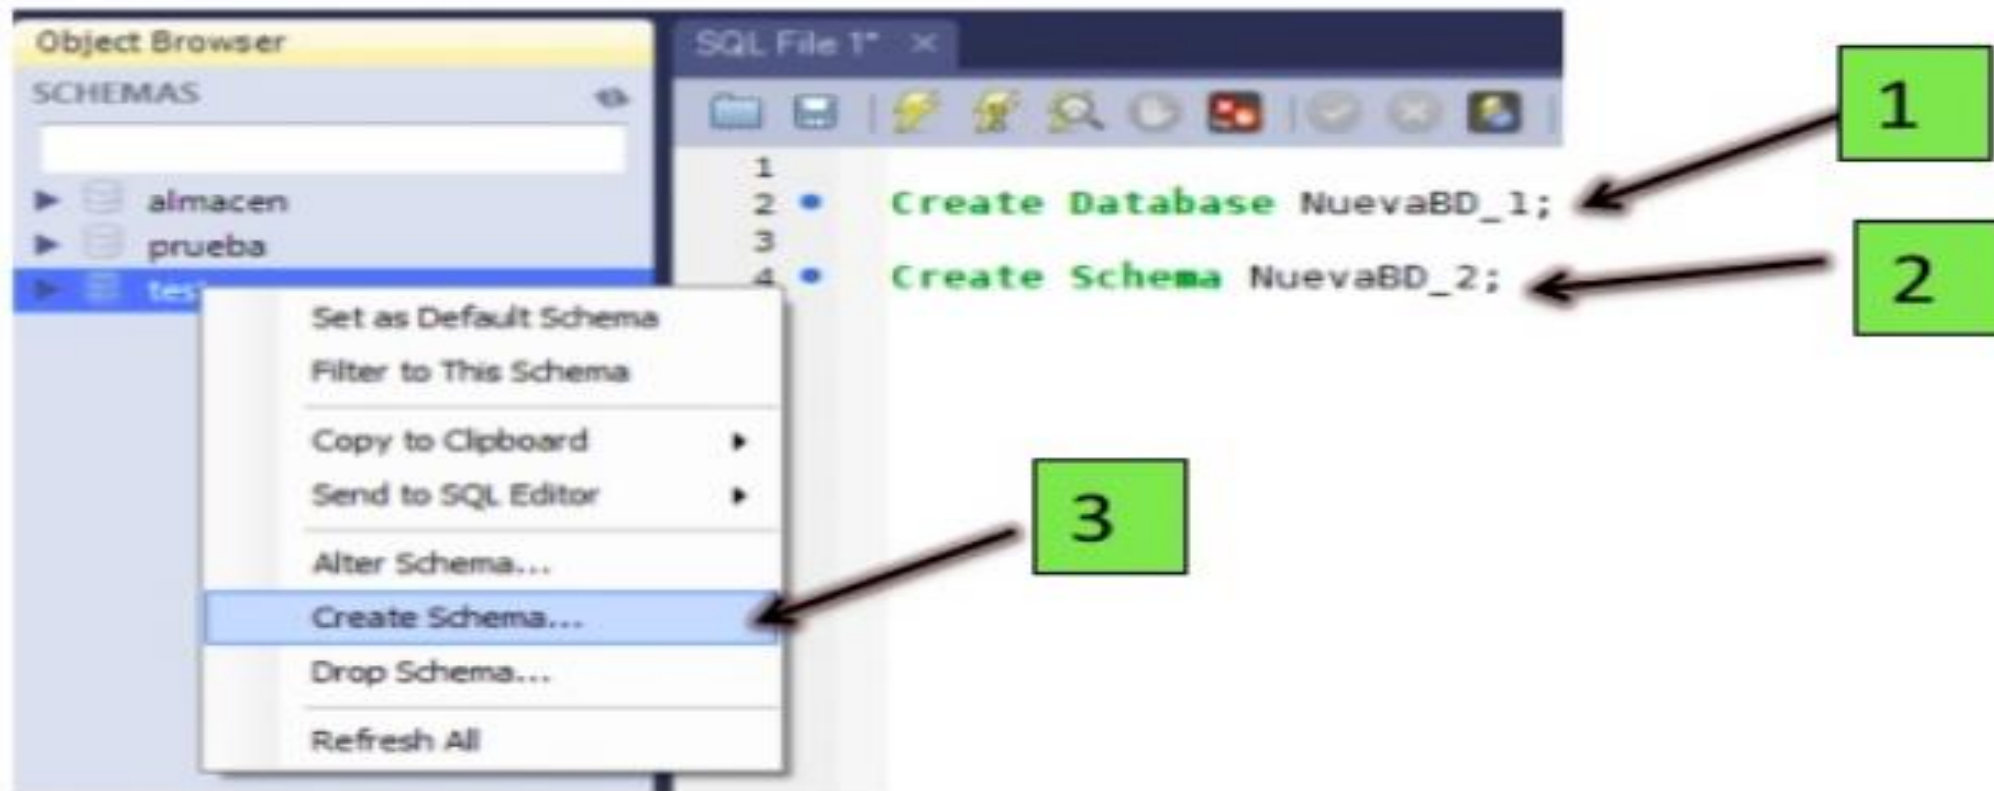 Object Browser
SCHEMAS
almacen
prueba
Set as Default Schema
Filter to This Schema
Copy to Clipboard
Send to SQL Editor
Alter Schema...
Create Schema...
Drop Schema...
Refresh All
SQL File 1* ×
1
2 Create Database NuevaBD_1;
3
4 Create Schema NuevaBD_2;
1
2
3